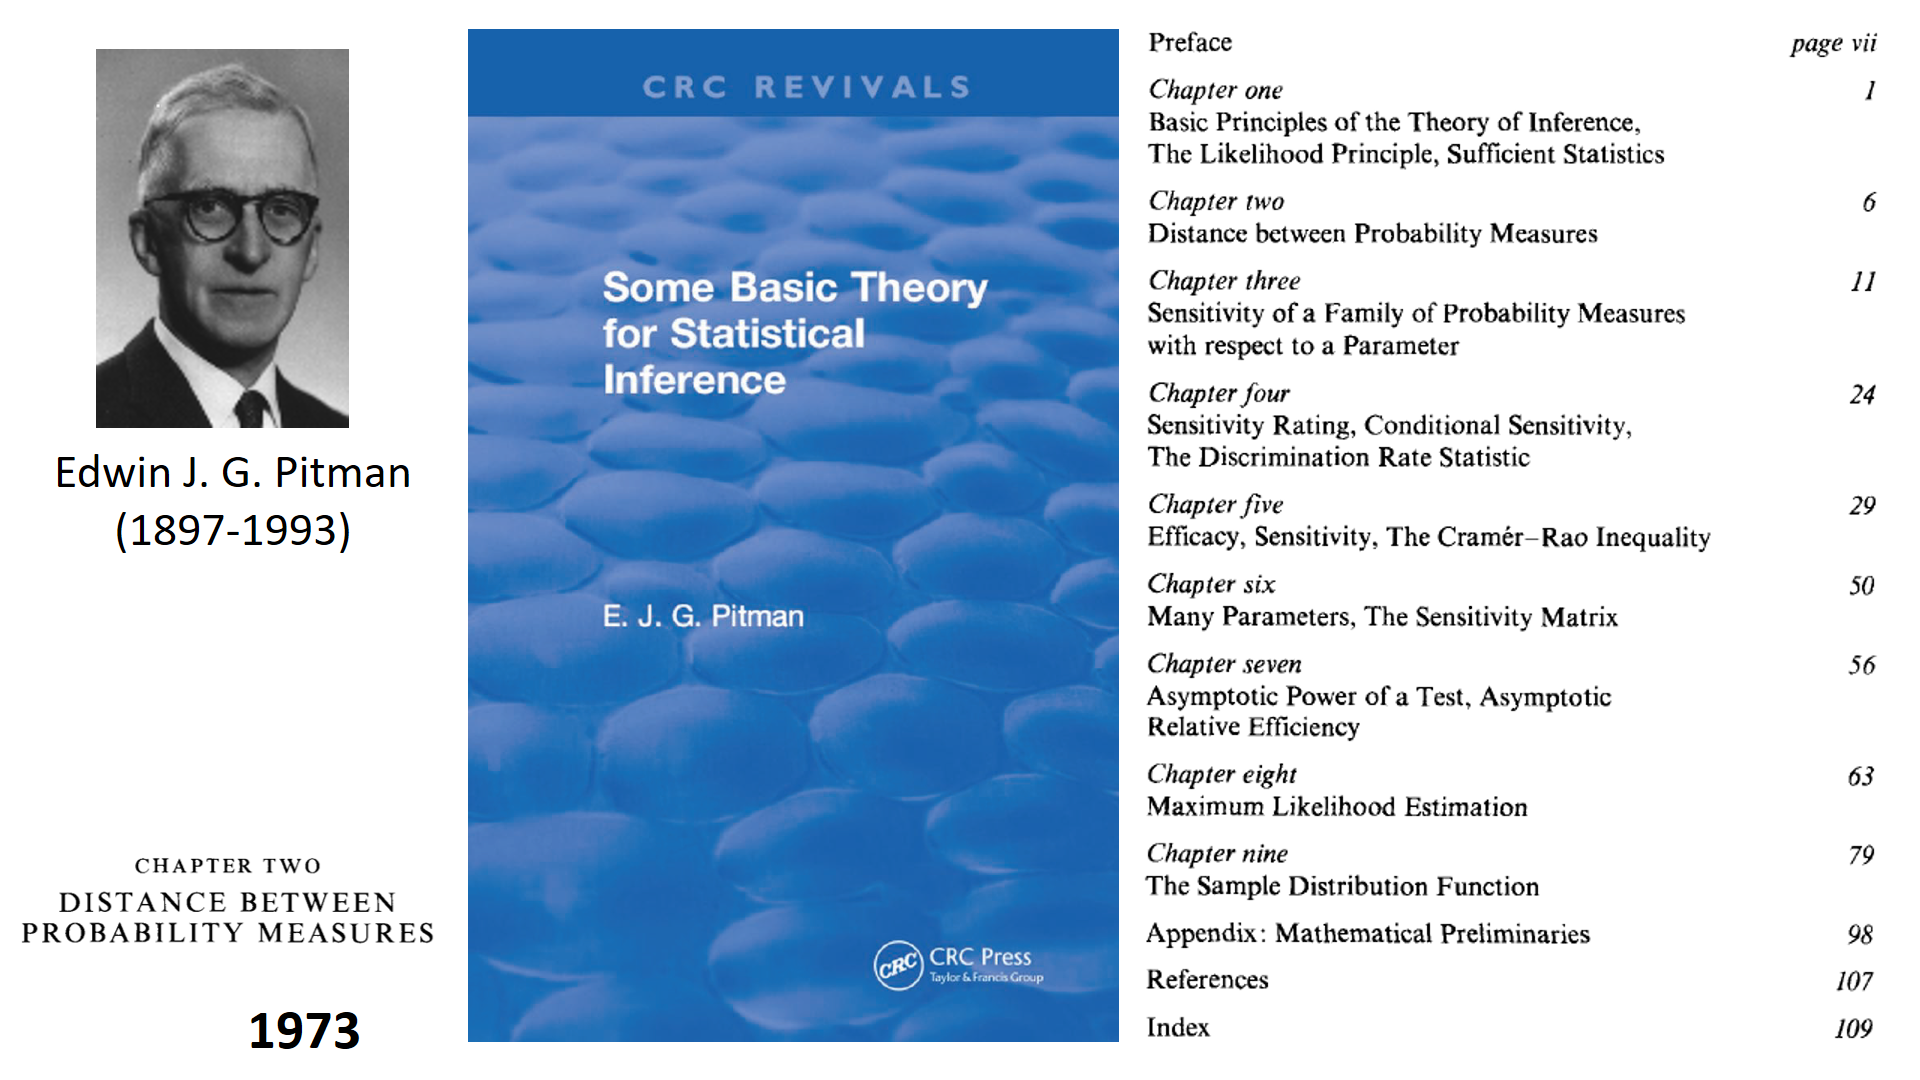 Edwin J. G. Pitman
(1897-1993)
CHAPTER TWO
DISTANCE BETWEEN
PROBABILITY MEASURES
1973
CRC REVIVALS
Some Basic Theory
for Statistical
Inference
E. J. G. Pitman
CRC CRC Press
Taylor & Francis Group
Preface page vii
Chapter one 1
Basic Principles of the Theory of Inference,
The Likelihood Principle, Sufficient Statistics
Chapter two 6
Distance between Probability Measures
Chapter three 11
Sensitivity of a Family of Probability Measures
with respect to a Parameter
Chapter four 24
Sensitivity Rating, Conditional Sensitivity,
The Discrimination Rate Statistic
Chapter five 29
Efficacy, Sensitivity, The Cramér–Rao Inequality
Chapter six 50
Many Parameters, The Sensitivity Matrix
Chapter seven 56
Asymptotic Power of a Test, Asymptotic
Relative Efficiency
Chapter eight 63
Maximum Likelihood Estimation
Chapter nine 79
The Sample Distribution Function
Appendix: Mathematical Preliminaries 98
References 107
Index 109